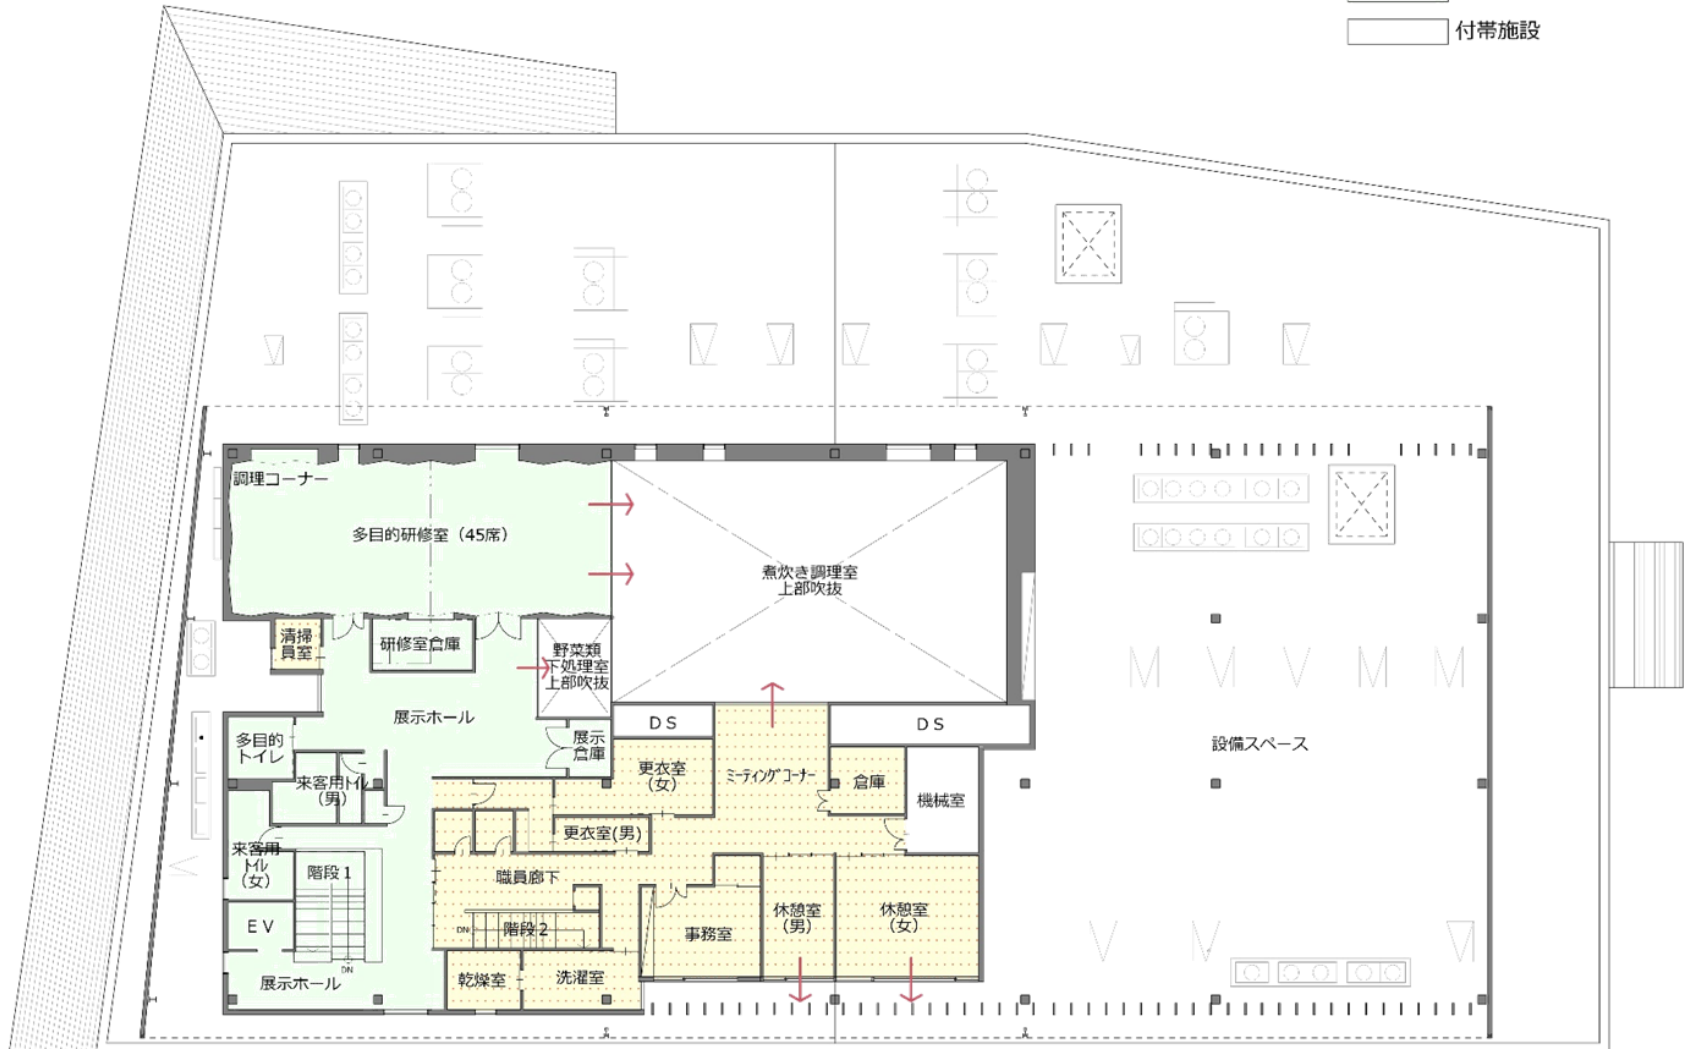 付帯施設
調理コーナー
多目的研修室（45席）
煮炊き調理室
上部吹抜
清掃
員室
研修室倉庫
野菜類
下処理室
上部吹抜
展示ホール
ＤＳ
ＤＳ
多目的
トイレ
展示
倉庫
設備スペース
更衣室
（女）
ミーティングコーナー
倉庫
機械室
来客用トイレ
（男）
更衣室(男)
来客用
トイレ
（女）
階段１
職員廊下
ＥＶ
DN
階段２
事務室
休憩室
（男）
休憩室
（女）
DN
展示ホール
乾燥室
洗濯室